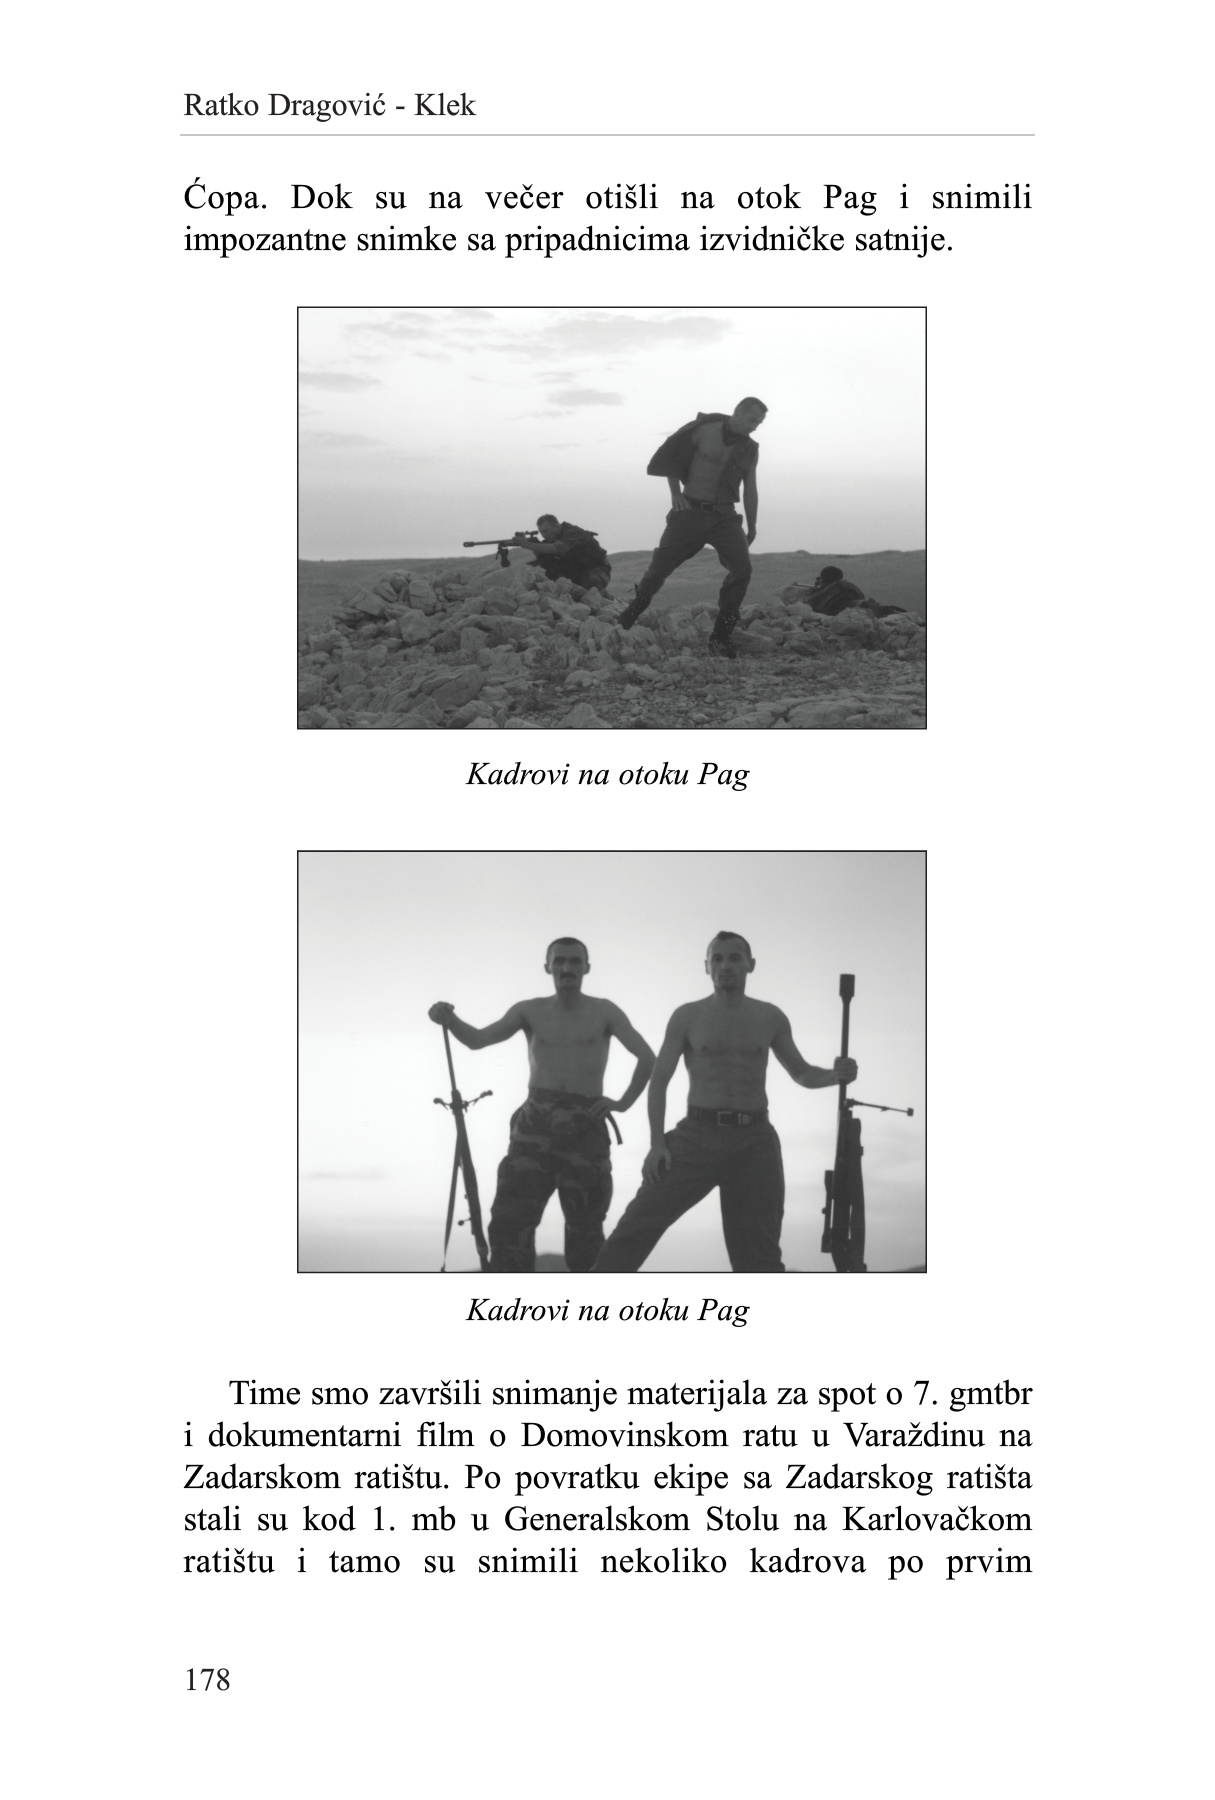 Ratko Dragović - Klek
Ćopa. Dok su na večer otišli na otok Pag i snimili
impozantne snimke sa pripadnicima izvidničke satnije.
Kadrovi na otoku Pag
Kadrovi na otoku Pag
Time smo završili snimanje materijala za spot o 7. gmtbr
i dokumentarni film o Domovinskom ratu u Varaždinu na
Zadarskom ratištu. Po povratku ekipe sa Zadarskog ratišta
stali su kod 1. mb u Generalskom Stolu na Karlovačkom
ratištu i tamo su snimili nekoliko kadrova po prvim
178